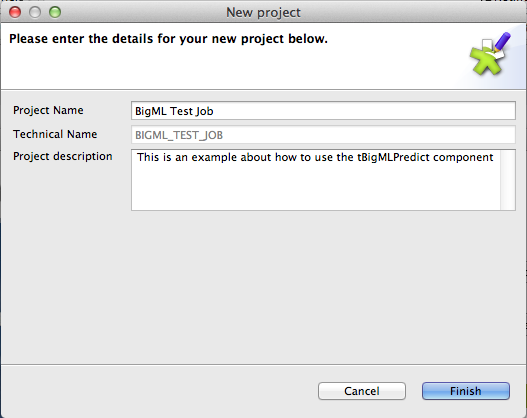 New project
Please enter the details for your new project below.
Project Name
BigML Test Job
Technical Name
BIGML_TEST_JOB
Project description
This is an example about how to use the tBigMLPredict component
Cancel
Finish